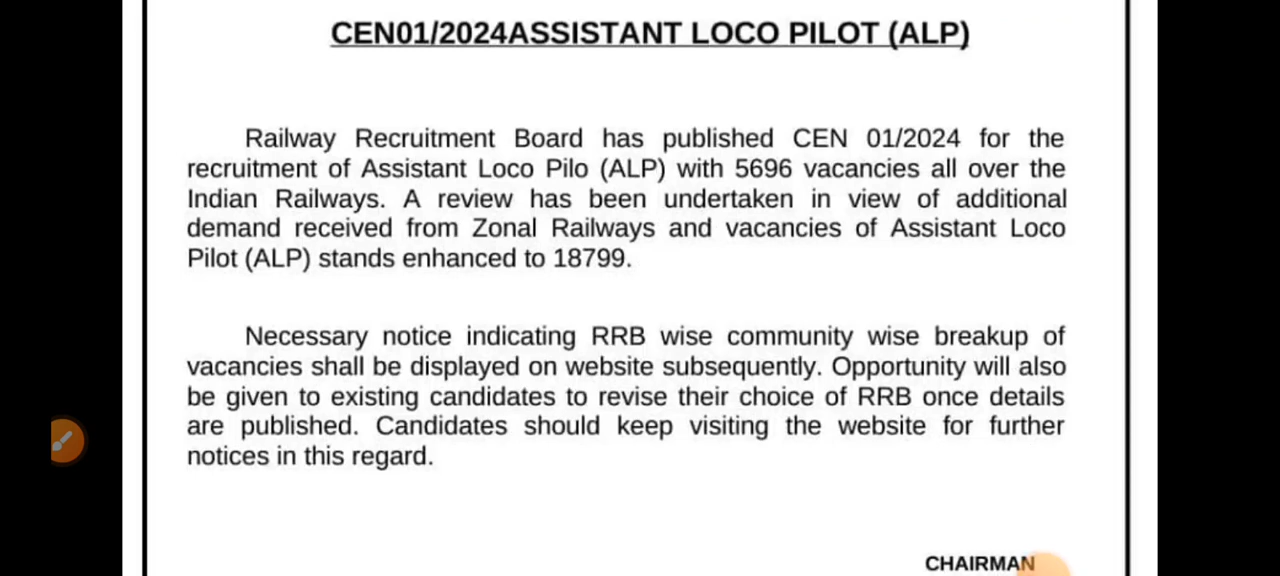 CEN01/2024ASSISTANT LOCO PILOT (ALP)
Railway Recruitment Board has published CEN 01/2024 for the
recruitment of Assistant Loco Pilo (ALP) with 5696 vacancies all over the
Indian Railways. A review has been undertaken in view of additional
demand received from Zonal Railways and vacancies of Assistant Loco
Pilot (ALP) stands enhanced to 18799.
Necessary notice indicating RRB wise community wise breakup of
vacancies shall be displayed on website subsequently. Opportunity will also
be given to existing candidates to revise their choice of RRB once details
are published. Candidates should keep visiting the website for further
notices in this regard.
CHAIRMAN